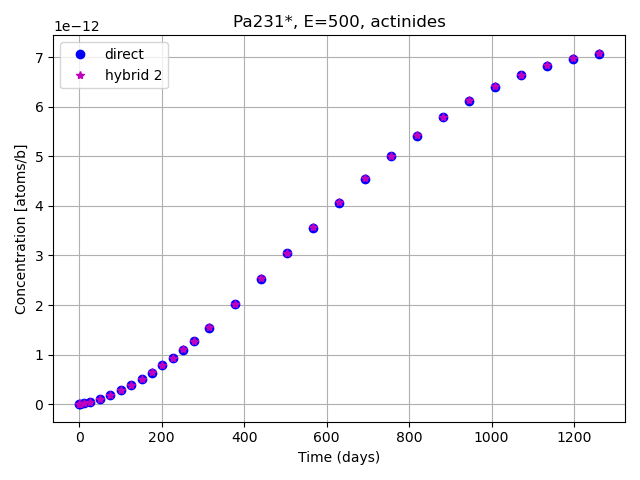 Pa231*, E=500, actinides
1e−12
direct
hybrid 2
7
6
5
4
3
2
1
0
Concentration [atoms/b]
0 200 400 600 800 1000 1200
Time (days)